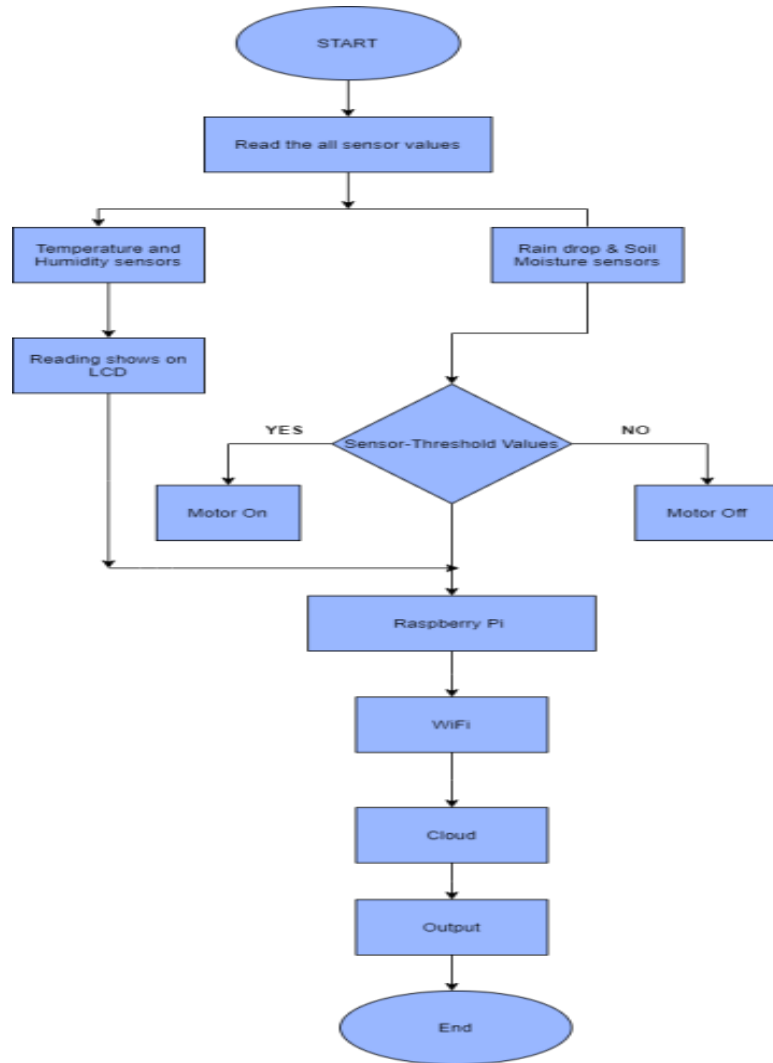 START
Read the all sensor values
Temperature and
Humidity sensors
Rain drop & Soil
Moisture sensors
Reading shows on
LCD
YES
Sensor-Threshold Values
NO
Motor On
Motor Off
Raspberry Pi
WiFi
Cloud
Output
End